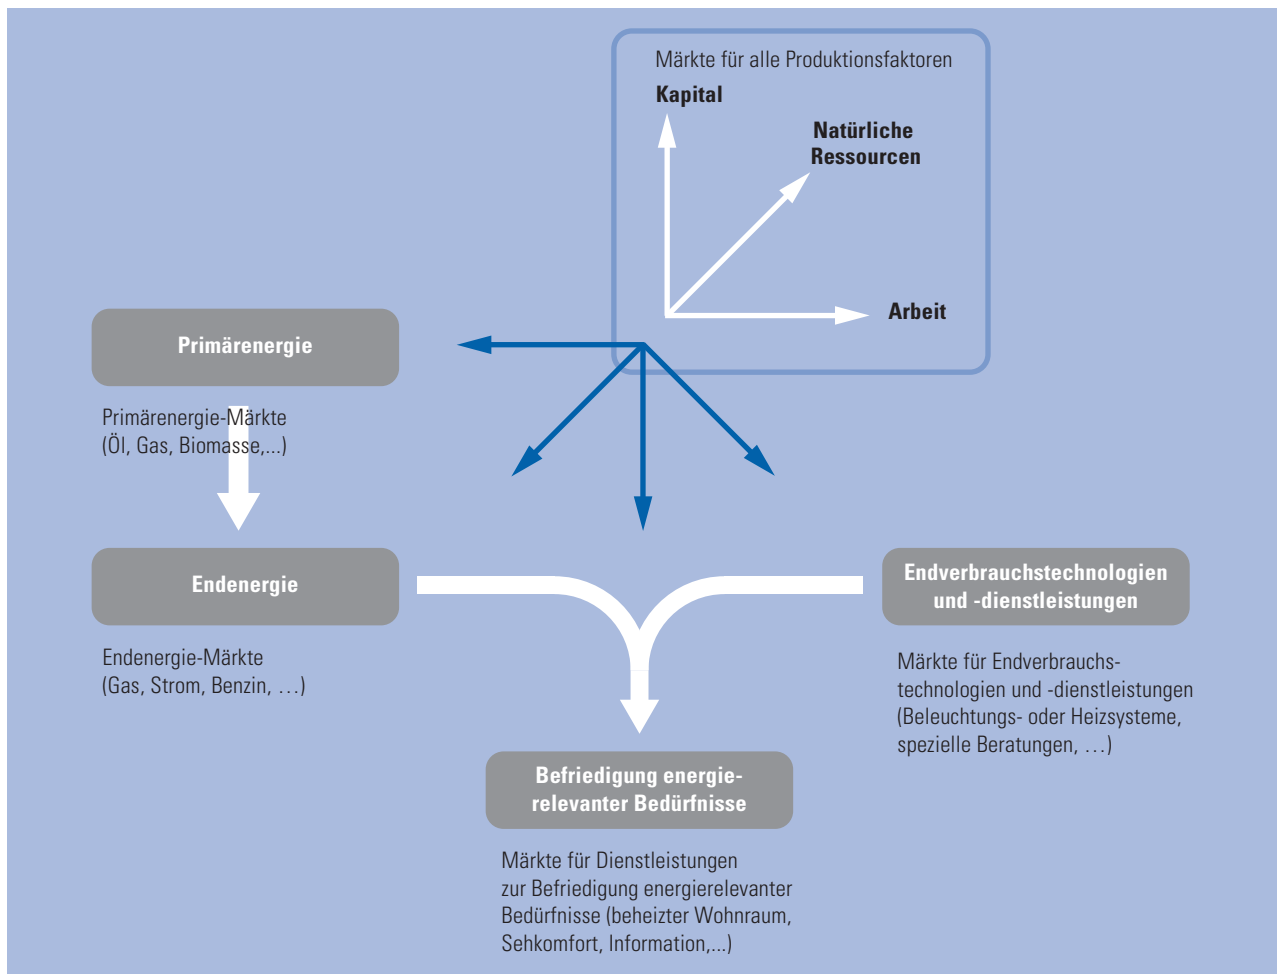 Märkte für alle Produktionsfaktoren
Kapital
Natürliche
Ressourcen
Arbeit
Primärenergie
Primärenergie-Märkte
(Öl, Gas, Biomasse,...)
Endenergie
Endenergie-Märkte
(Gas, Strom, Benzin, …)
Endverbrauchstechnologien
und -dienstleistungen
Märkte für Endverbrauchs-
technologien und -dienstleistungen
(Beleuchtungs- oder Heizsysteme,
spezielle Beratungen, …)
Befriedigung energie-
relevanter Bedürfnisse
Märkte für Dienstleistungen
zur Befriedigung energierelevanter
Bedürfnisse (beheizter Wohnraum,
Sehkomfort, Information,...)